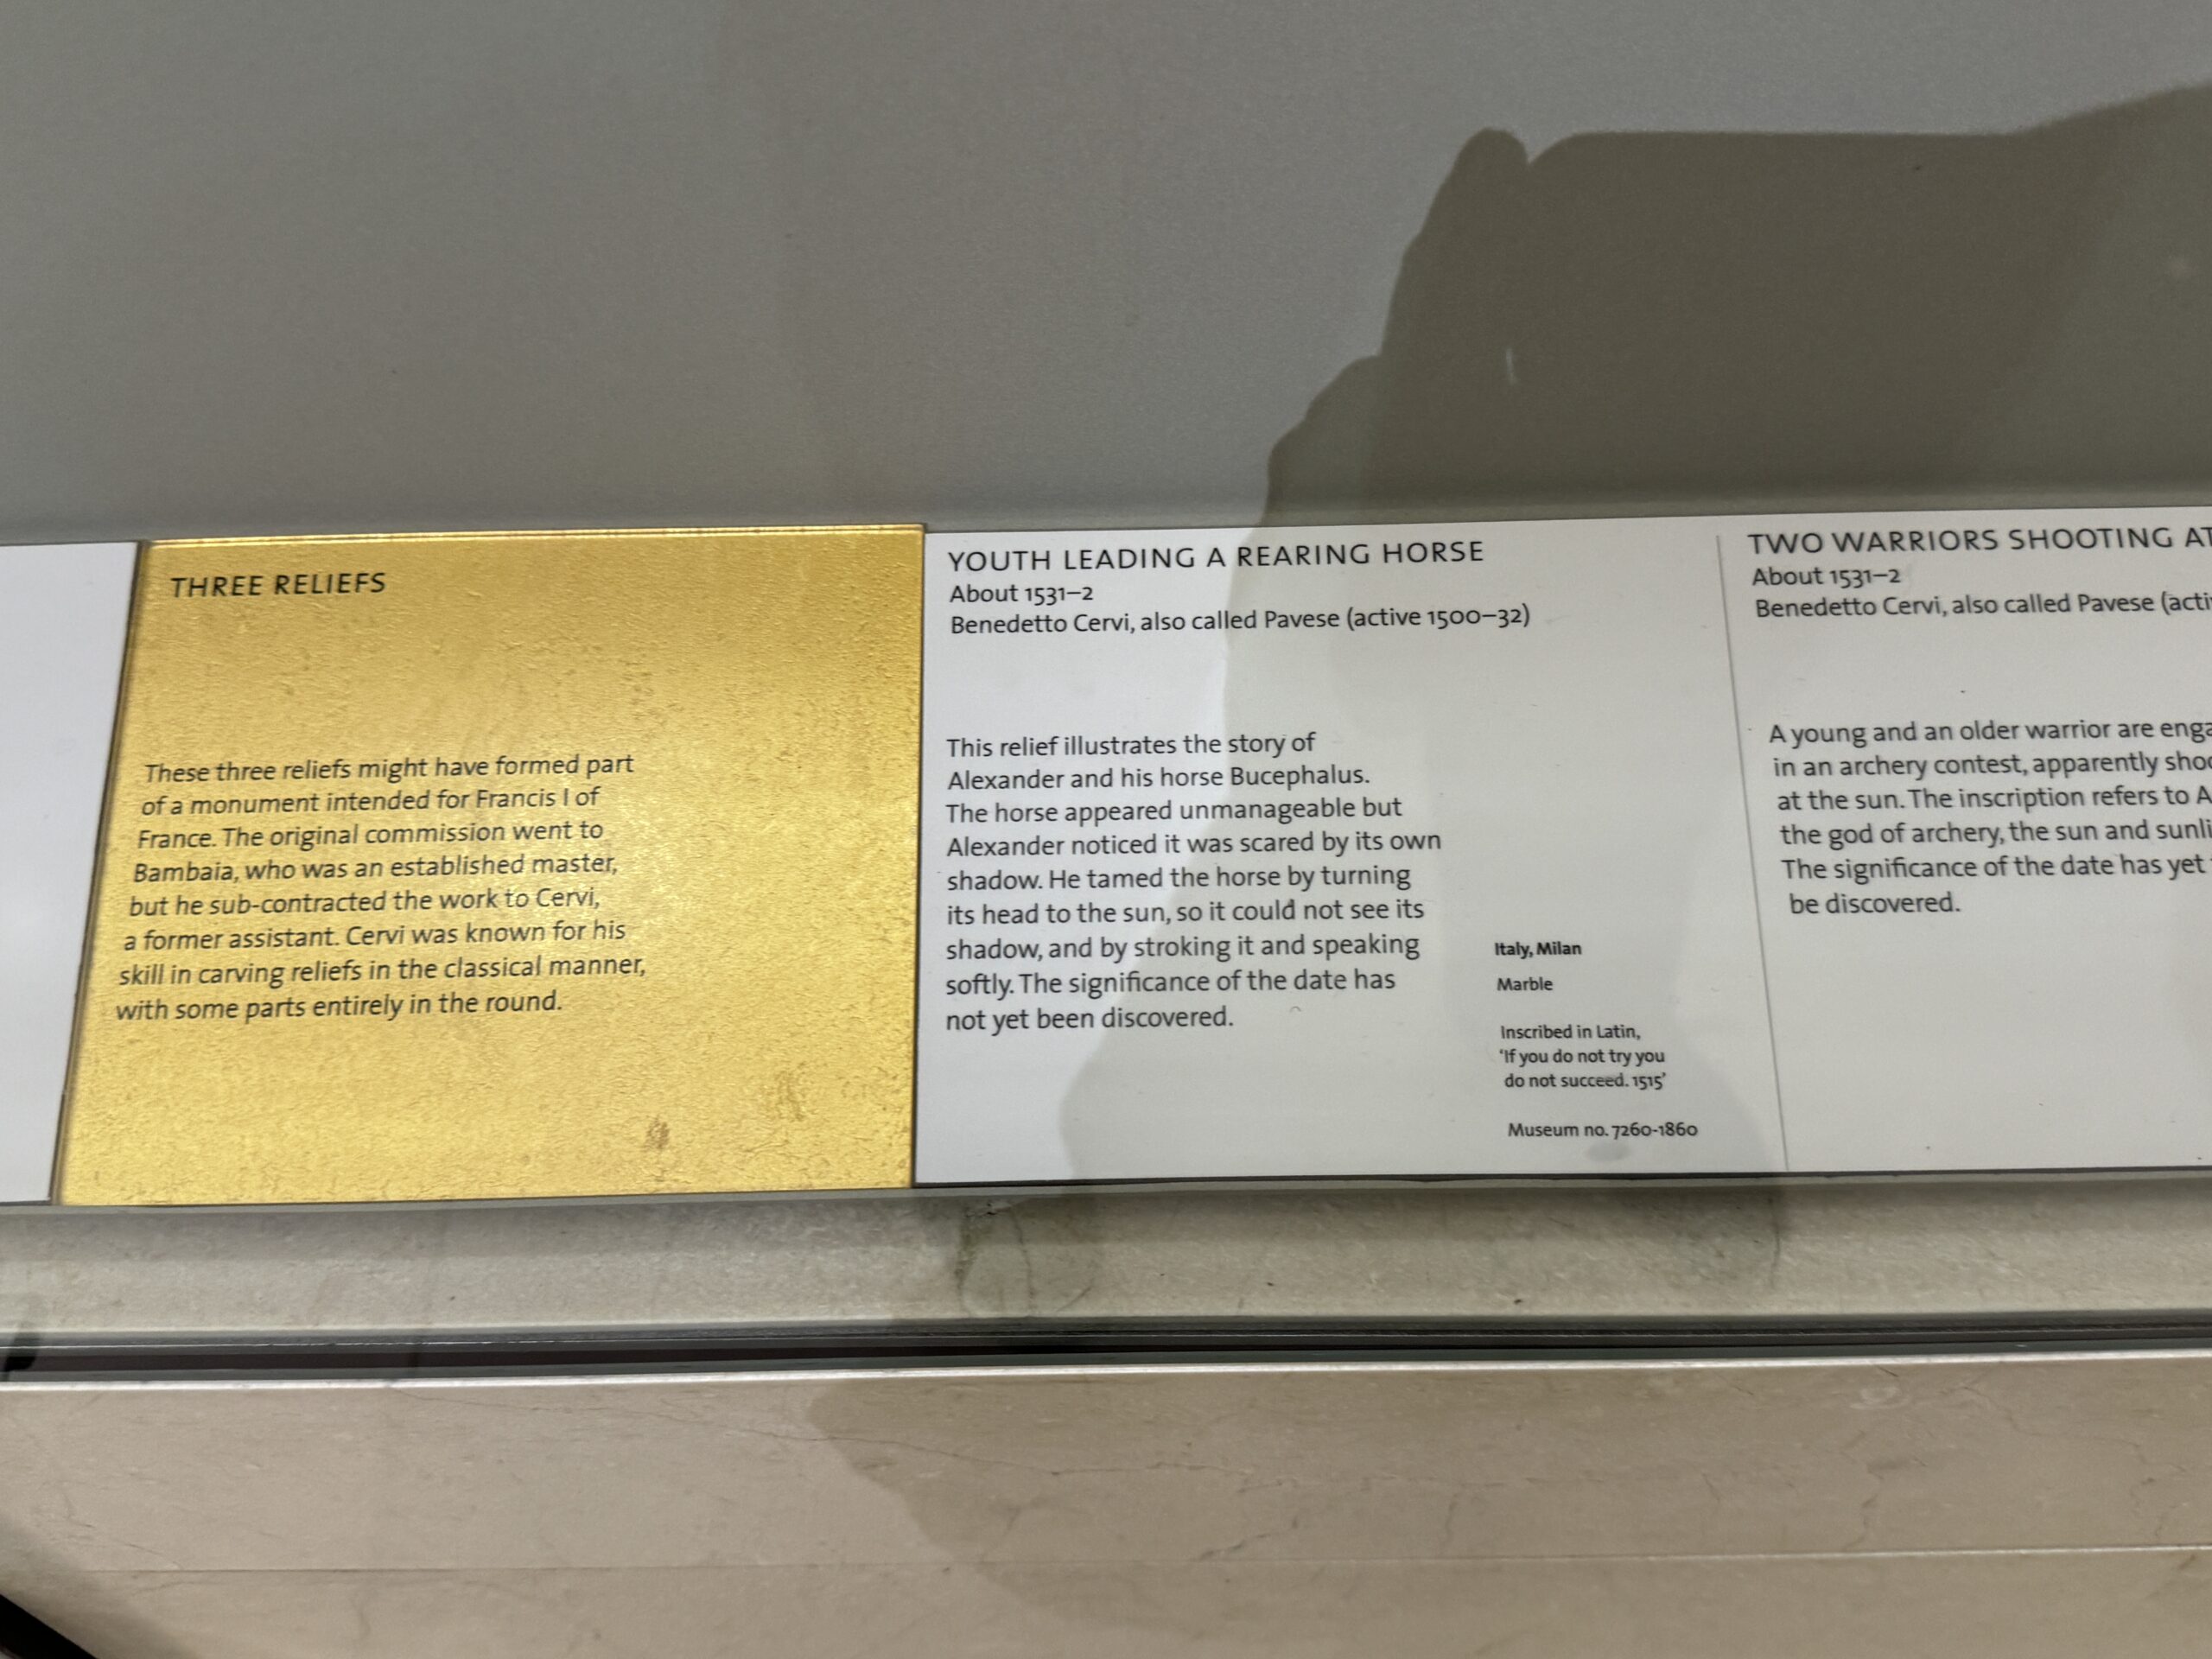 THREE RELIEFS
These three reliefs might have formed part
of a monument intended for Francis I of
France. The original commission went to
Bambaia, who was an established master,
but he sub-contracted the work to Cervi,
a former assistant. Cervi was known for his
skill in carving reliefs in the classical manner,
with some parts entirely in the round.
YOUTH LEADING A REARING HORSE
About 1531–2
Benedetto Cervi, also called Pavese (active 1500–32)
This relief illustrates the story of
Alexander and his horse Bucephalus.
The horse appeared unmanageable but
Alexander noticed it was scared by its own
shadow. He tamed the horse by turning
its head to the sun, so it could not see its
shadow, and by stroking it and speaking
softly. The significance of the date has
not yet been discovered.
Italy, Milan
Marble
Inscribed in Latin,
‘If you do not try you
do not succeed. 1515’
Museum no. 7260-1860
TWO WARRIORS SHOOTING AT
About 1531–2
Benedetto Cervi, also called Pavese
A young and an older warrior are
in an archery contest, apparently
at the sun. The inscription refers to
the god of archery, the sun and
The significance of the date has yet
be discovered.